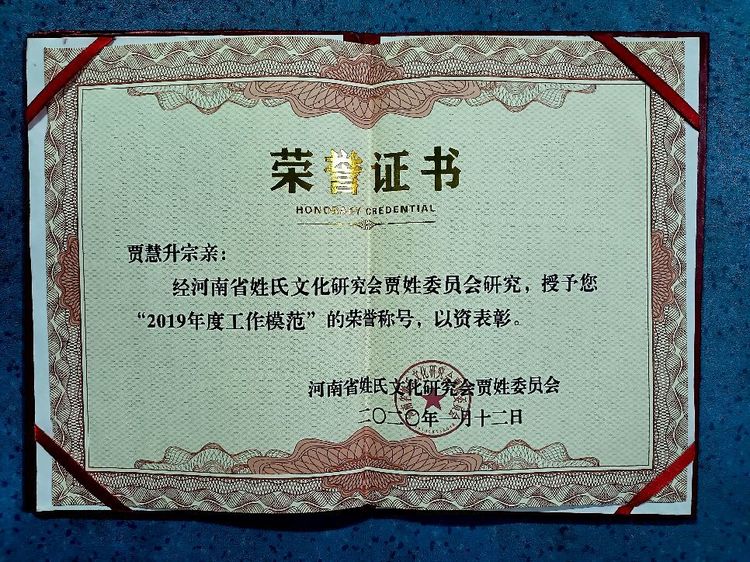 荣誉证书
HONORARY CREDENTIAL
贾慧升宗亲：
经河南省姓氏文化研究会贾姓委员会研究，授予您
“2019年度工作模范”的荣誉称号，以资表彰。
河南省姓氏文化研究会贾姓委员会
二〇二〇年一月十二日